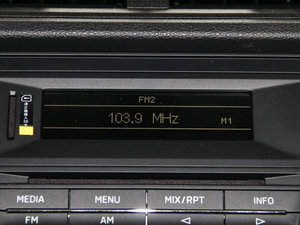 FM2
103.9 MHz
M1
MEDIA MENU MIX/RPT INFO
FM AM